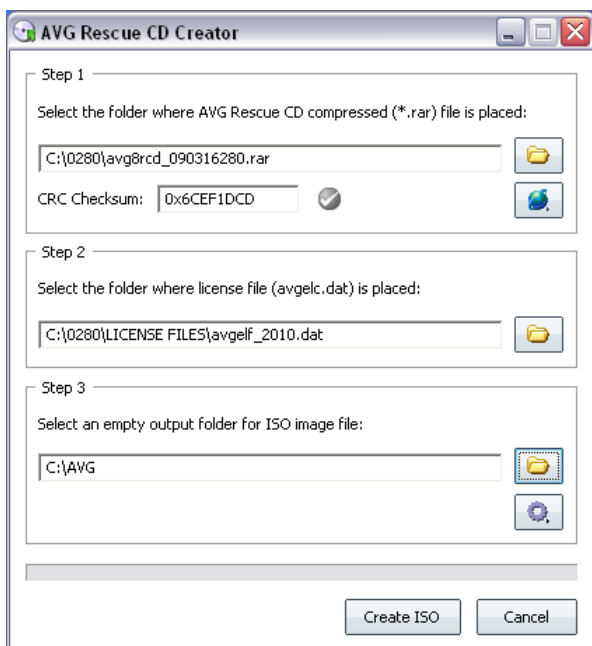 AVG Rescue CD Creator
Step 1
Select the folder where AVG Rescue CD compressed (*.rar) file is placed:
C:\0280\avg8rcd_090316280.rar
CRC Checksum: 0x6CEF1DCD
Step 2
Select the folder where license file (avgelc.dat) is placed:
C:\0280\LICENSE FILES\avgelf_2010.dat
Step 3
Select an empty output folder for ISO image file:
C:\AVG
Create ISO Cancel